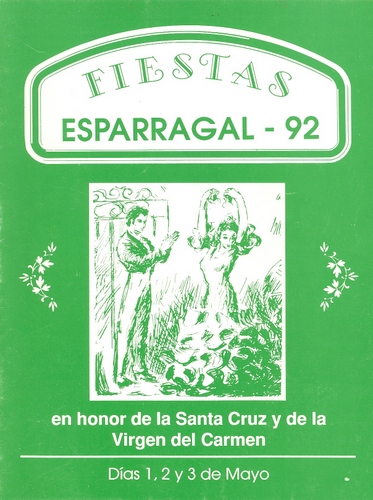 FIESTAS
ESPARRAGAL - 92
en honor de la Santa Cruz y de la
Virgen del Carmen
Días 1, 2 y 3 de Mayo